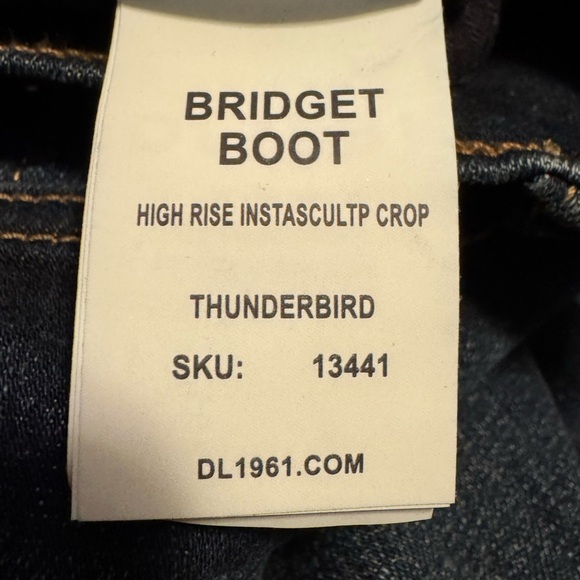 BRIDGET
BOOT
HIGH RISE INSTASCULTP CROP
THUNDERBIRD
SKU: 13441
DL1961.COM